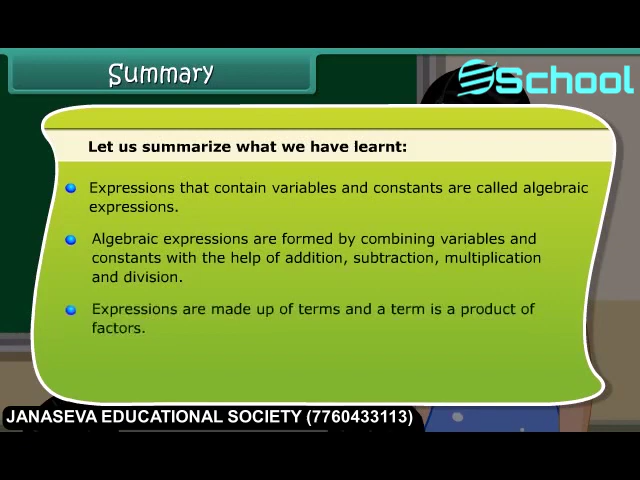 Summary
School
Let us summarize what we have learnt:
Expressions that contain variables and constants are called algebraic
expressions.
Algebraic expressions are formed by combining variables and
constants with the help of addition, subtraction, multiplication
and division.
Expressions are made up of terms and a term is a product of
factors.
JANASEVA EDUCATIONAL SOCIETY (7760433113)